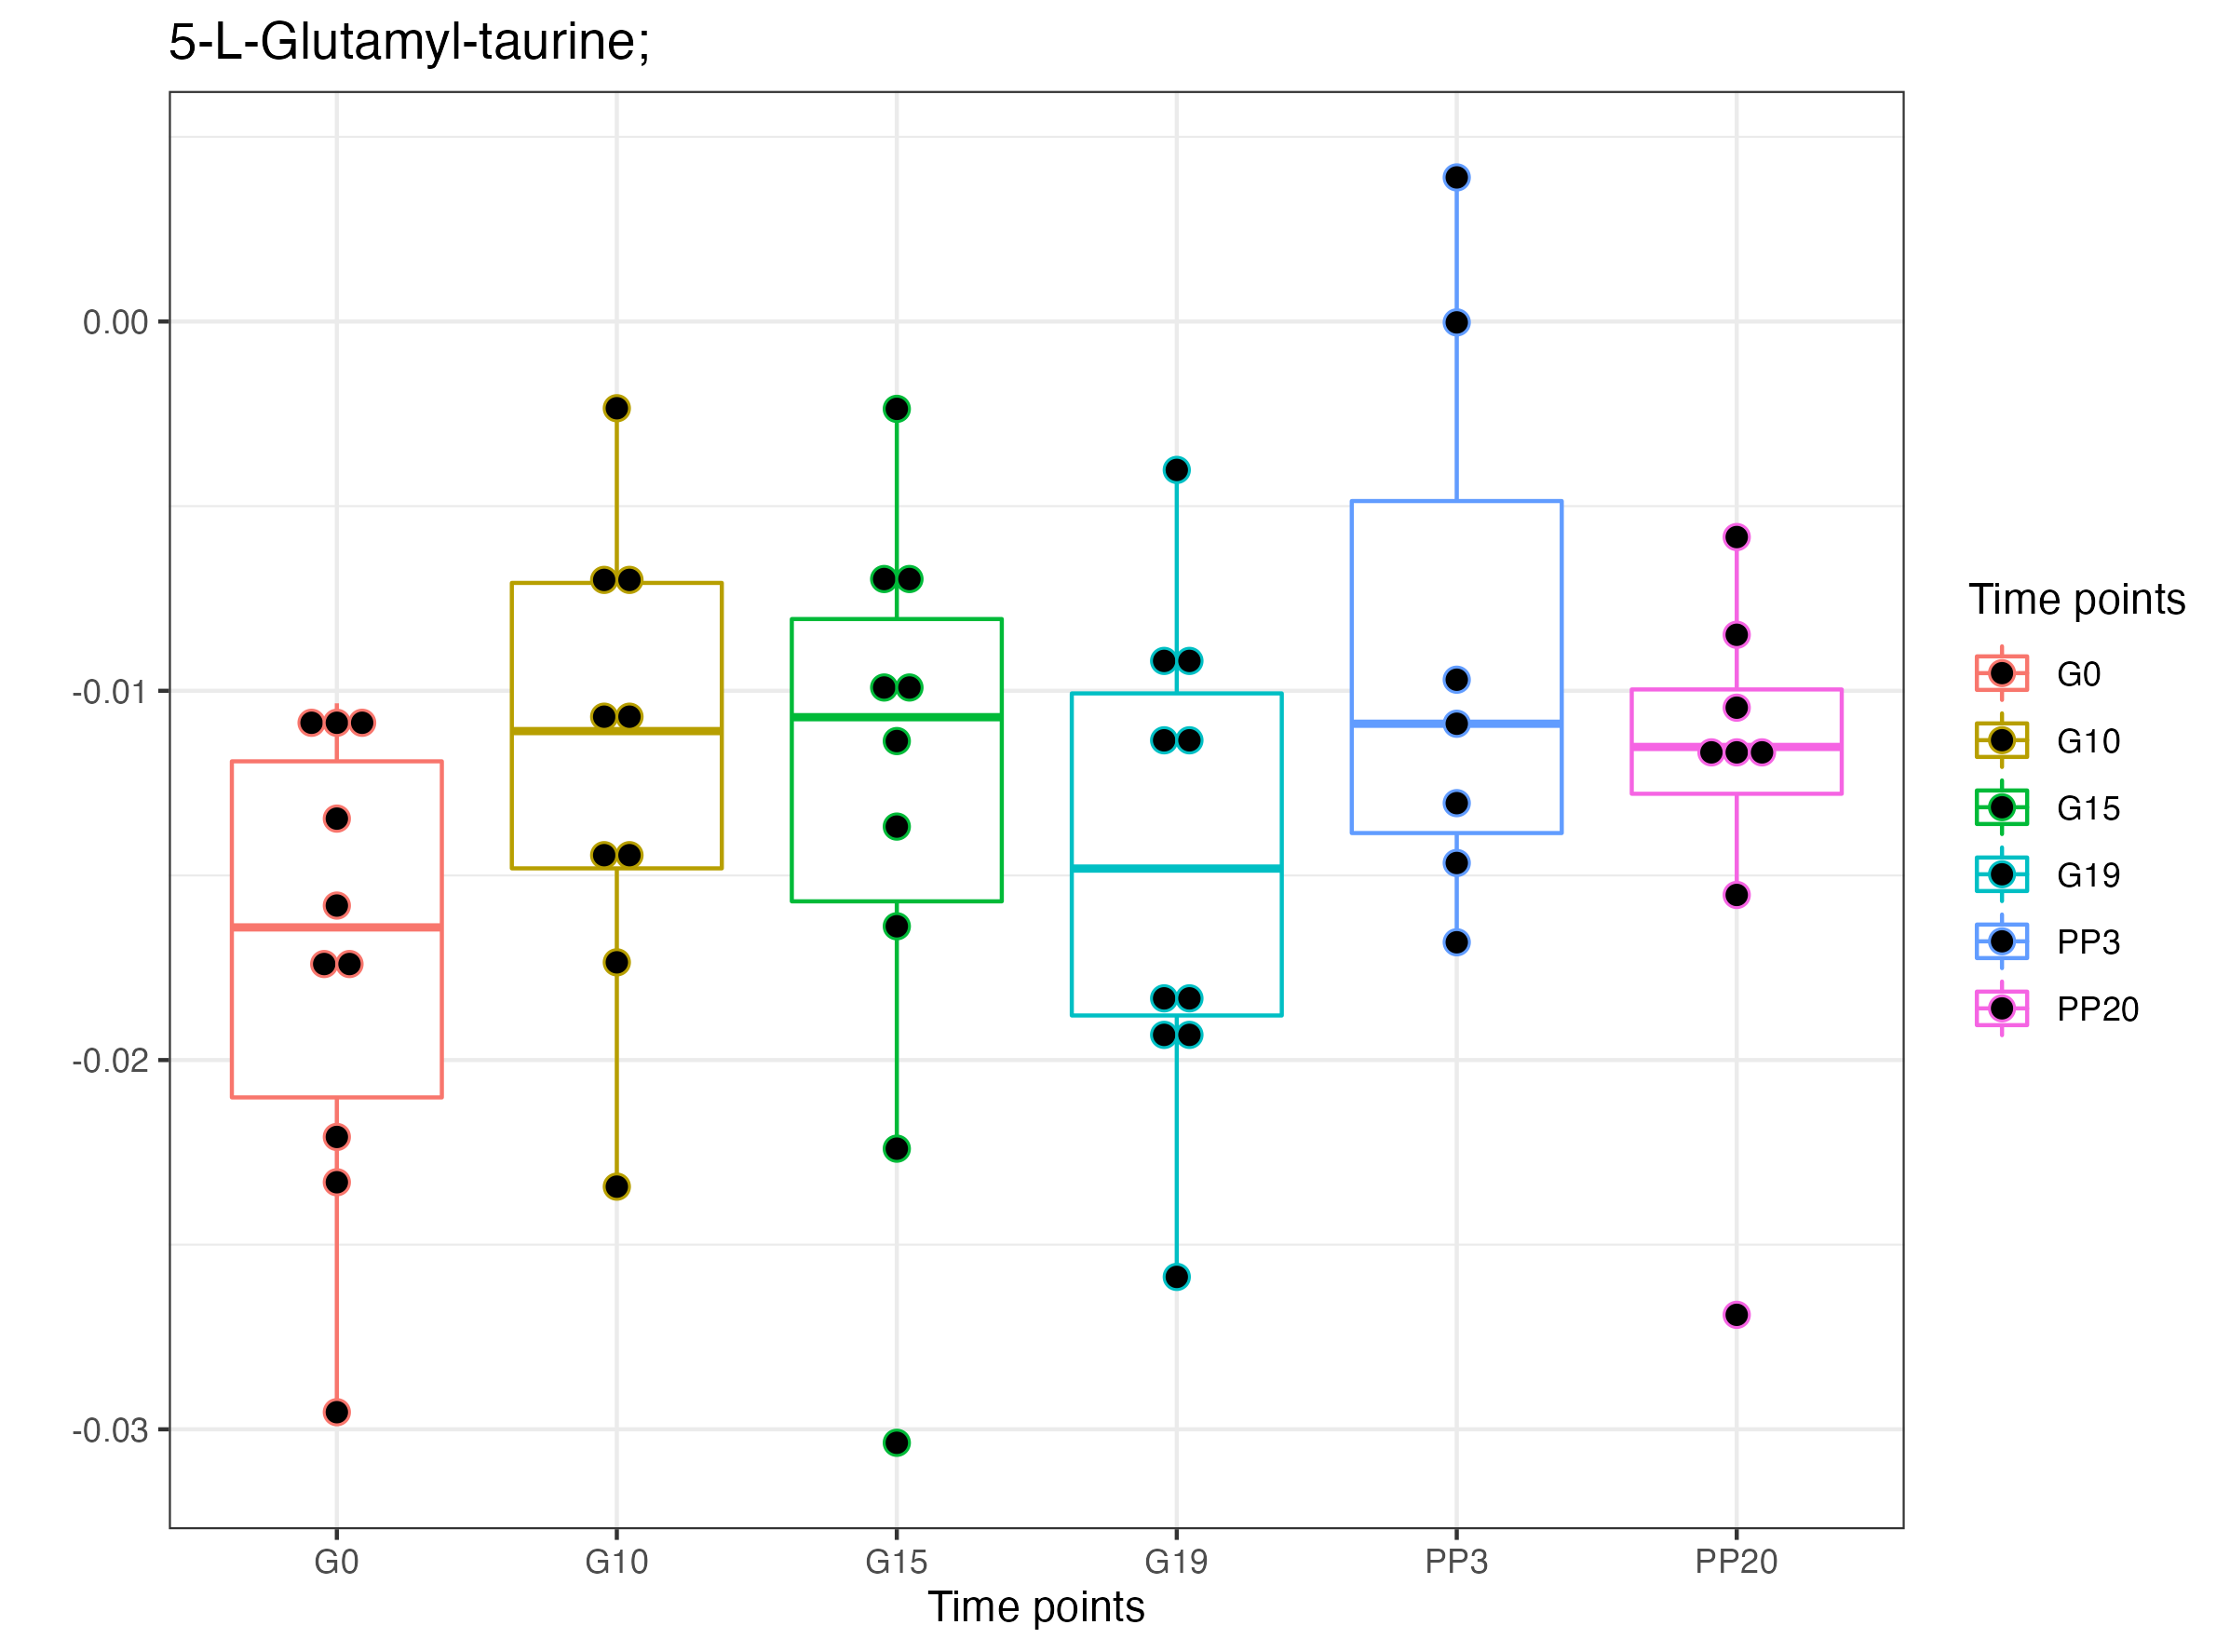 5-L-Glutamyl-taurine;
0.00
-0.01
-0.02
-0.03
G0 G10 G15 G19 PP3 PP20
Time points
Time points
G0
G10
G15
G19
PP3
PP20